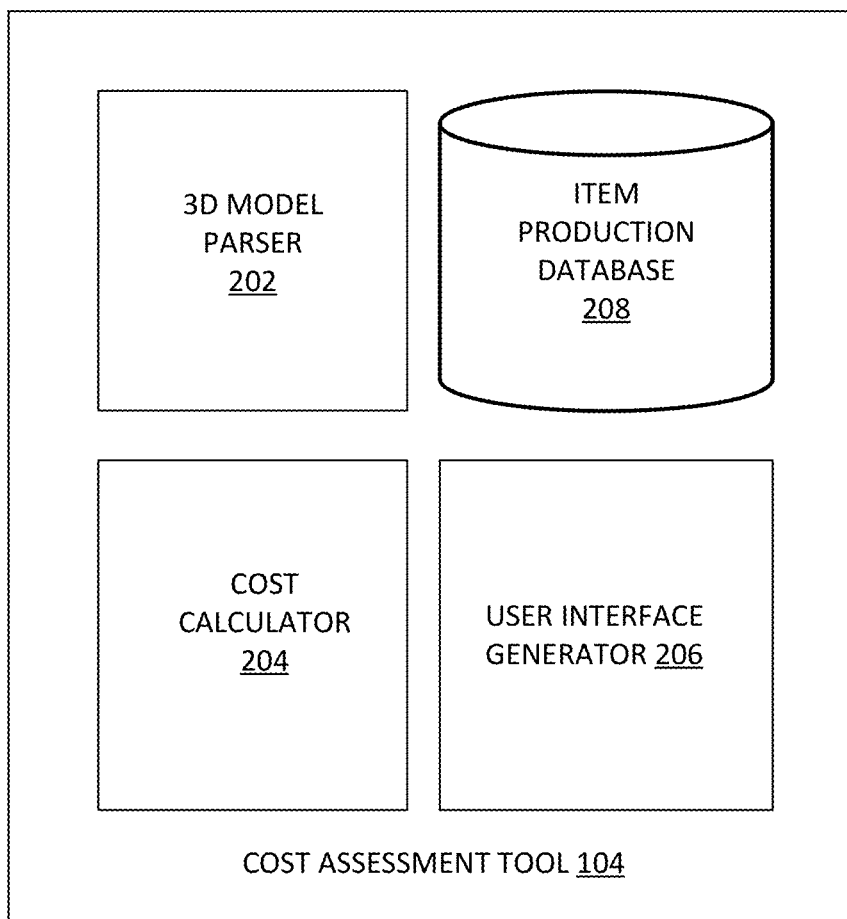 3D MODEL
PARSER
202
ITEM
PRODUCTION
DATABASE
208
COST
CALCULATOR
204
USER INTERFACE
GENERATOR 206
COST ASSESSMENT TOOL 104